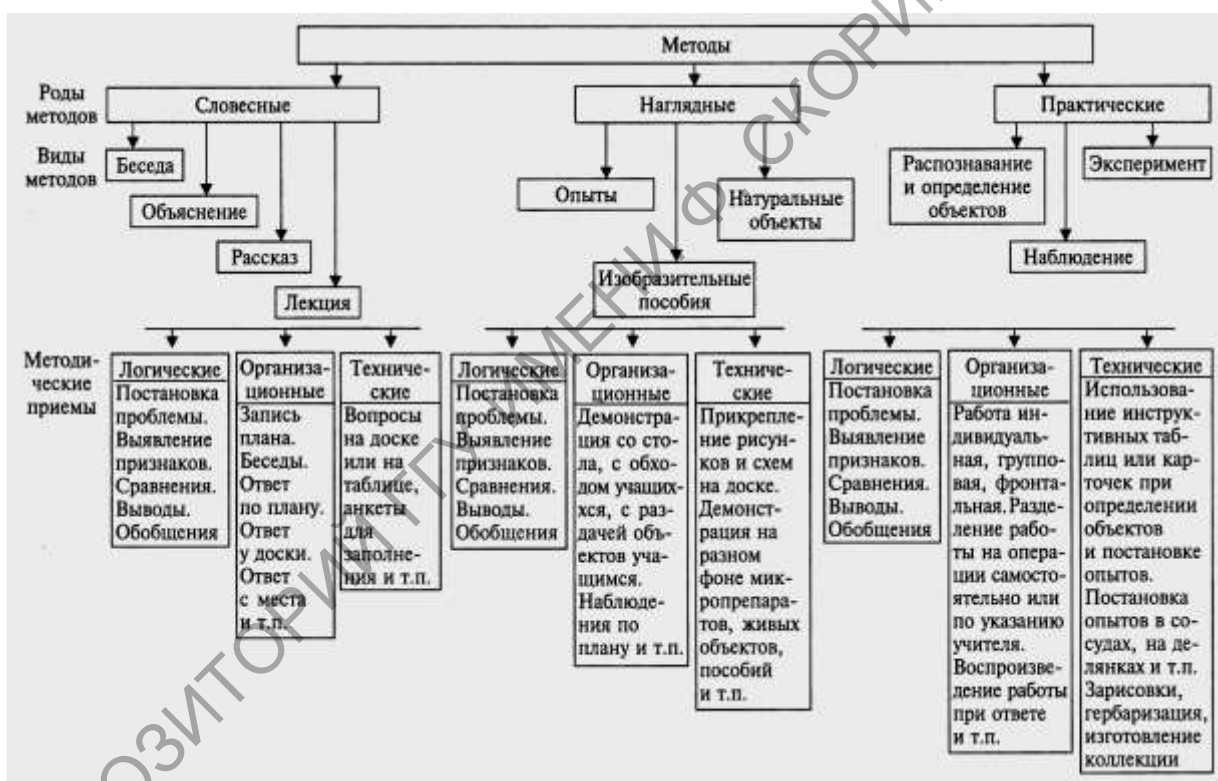 Методы
Роды
методов
Словесные
Наглядные
Практические
Виды
методов
Беседа
Объяснение
Рассказ
Лекция
Опыты
Натуральные
объекты
Изобразительные
пособия
Распознавание
и определение
объектов
Эксперимент
Наблюдение
Методи-
ческие
приемы
Логические
Постановка
проблемы.
Выявление
признаков.
Сравнения.
Выводы.
Обобщения
Организа-
ционные
Запись
плана.
Беседы.
Ответ
по плану.
Ответ
у доски.
Ответ
с места
и т.п.
Техниче-
ские
Вопросы
на доске
или на
таблице,
анкеты
для
заполне-
ния и т.п.
Логические
Постановка
проблемы.
Выявление
признаков.
Сравнения.
Выводы.
Обобщения
Организа-
ционные
Демонстра-
ция со сто-
ла, с обхо-
дом учащих-
хся, с раз-
дачей объ-
ектов уча-
щимся.
Наблюде-
ния по
плану и т.п.
Техниче-
ские
Прикрепле-
ние рисун-
ков и схем
на доске.
Демонст-
рация на
разном
фоне мик-
ропрепара-
тов, живых
объектов,
пособий
и т.п.
Логические
Постановка
проблемы.
Выявление
признаков.
Сравнения.
Выводы.
Обобщения
Организа-
ционные
Работа ин-
дивидуаль-
ная, группо-
вая, фронта-
льная. Разде-
ление рабо-
ты на опера-
ции самосто-
ятельно или
по указанию
учителя.
Воспроизве-
дение работы
при ответе
и т.п.
Технические
Использова-
ние инструк-
тивных таб-
лиц или кар-
точек при
определении
объектов
и постановке
опытов.
Постановка
опытов в со-
судах, на де-
лянках и т.п.
Зарисовки,
гербаризация,
изготовление
коллекции
ГГУ ИМЕНИ Ф. СКОРИ